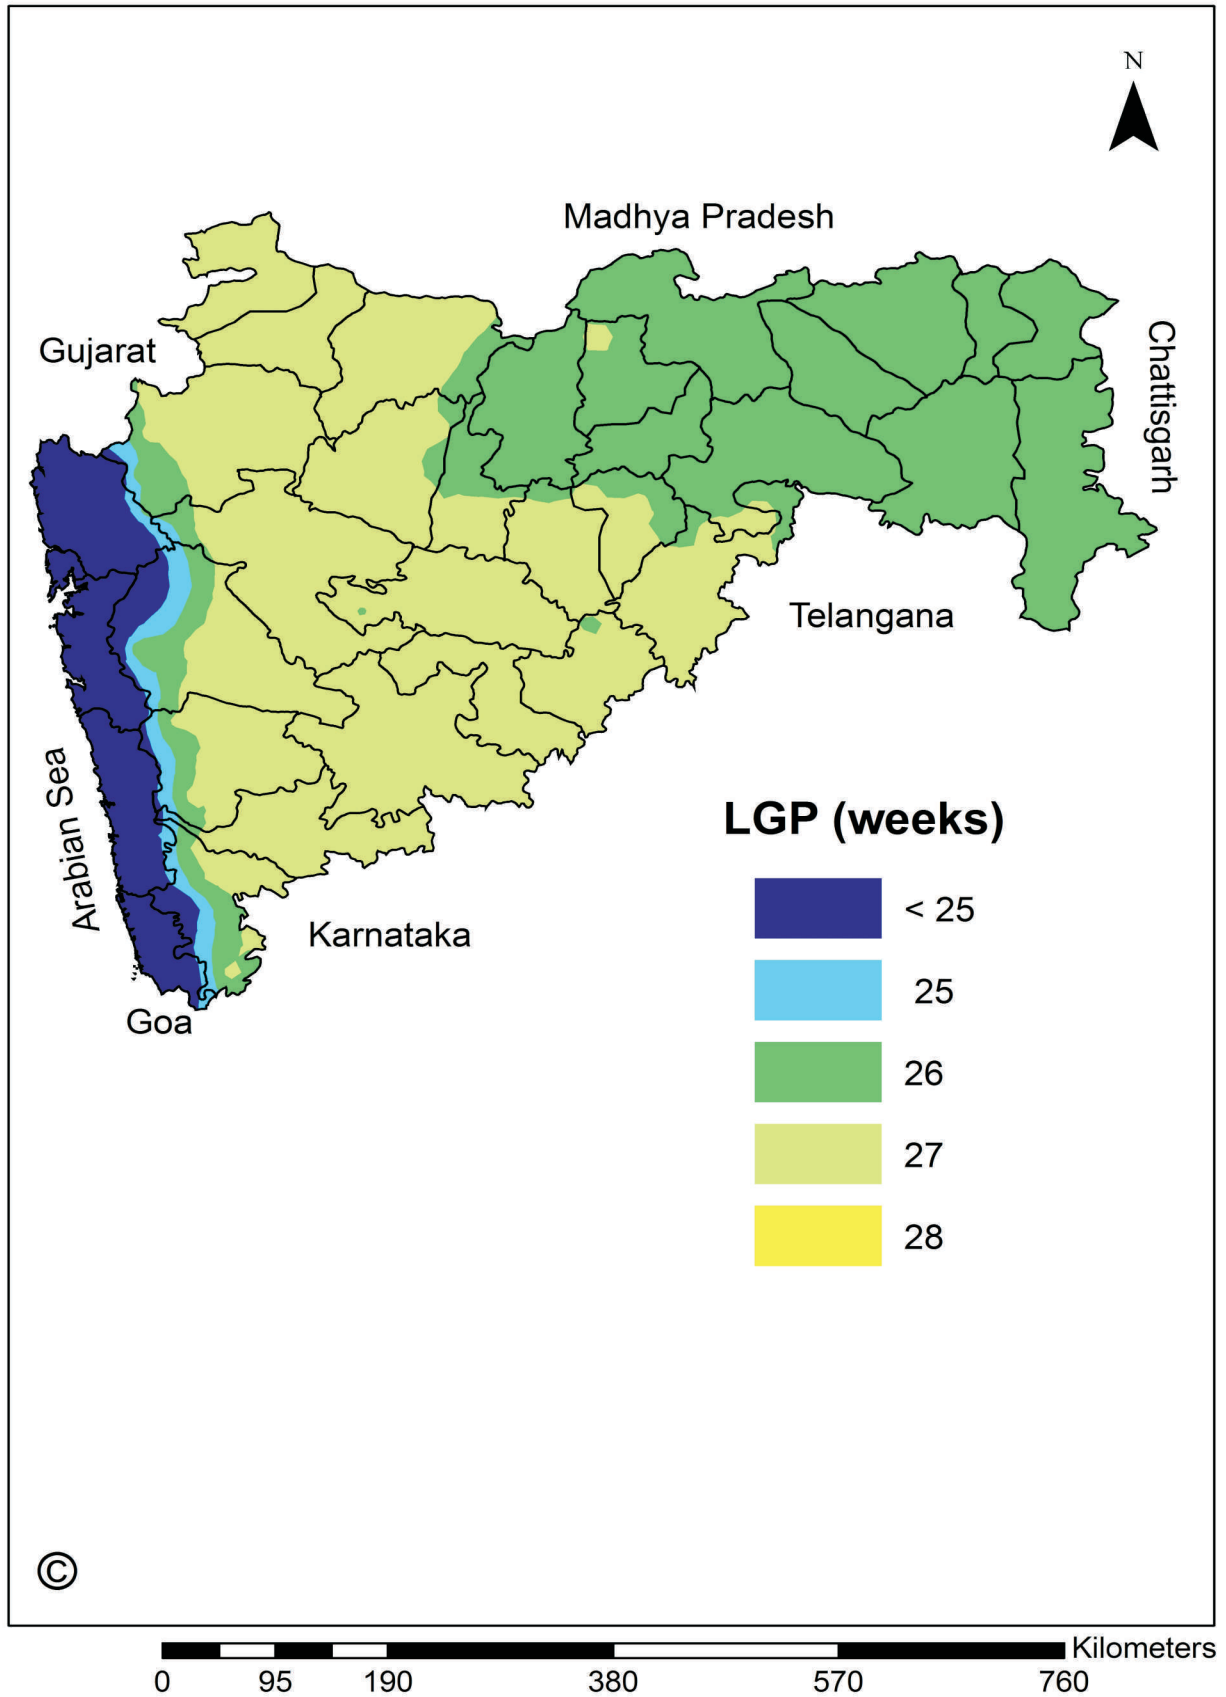 N
Madhya Pradesh
Gujarat
Chattisgarh
Telangana
Arabian Sea
Karnataka
Goa
LGP (weeks)
< 25
25
26
27
28
©
Kilometers
0 95 190 380 570 760